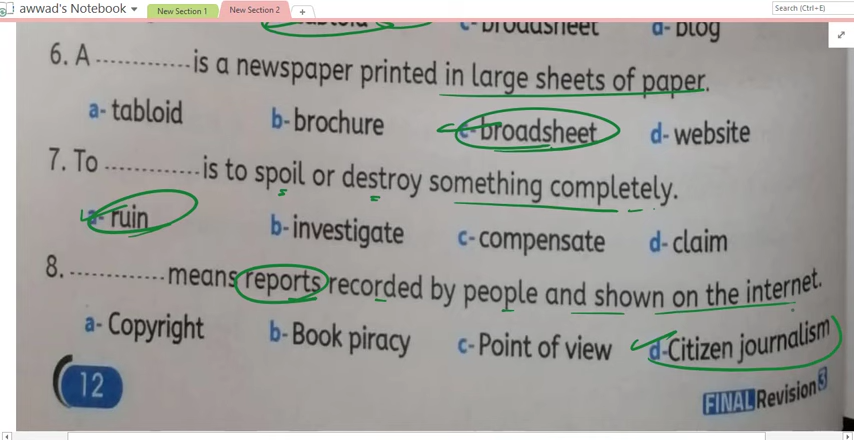 awwad's Notebook
New Section 1
New Section 2
+
Search (Ctrl+E)
c- broadsheet
d- blog
6. A ............ is a newspaper printed in large sheets of paper.
a- tabloid b- brochure c- broadsheet d- website
7. To ............ is to spoil or destroy something completely.
a- ruin b- investigate c- compensate d- claim
8. ............ means reports recorded by people and shown on the internet.
a- Copyright b- Book piracy c- Point of view d- Citizen journalism
12
FINAL Revision 3